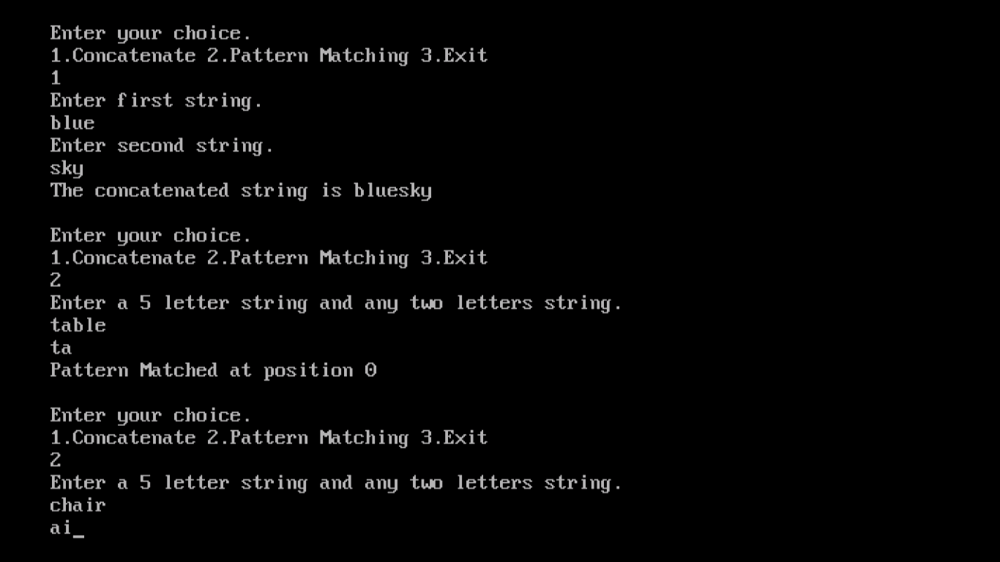 Enter your choice.
1.Concatenate 2.Pattern Matching 3.Exit
1
Enter first string.
blue
Enter second string.
sky
The concatenated string is bluesky
Enter your choice.
1.Concatenate 2.Pattern Matching 3.Exit
2
Enter a 5 letter string and any two letters string.
table
ta
Pattern Matched at position 0
Enter your choice.
1.Concatenate 2.Pattern Matching 3.Exit
2
Enter a 5 letter string and any two letters string.
chair
ai_